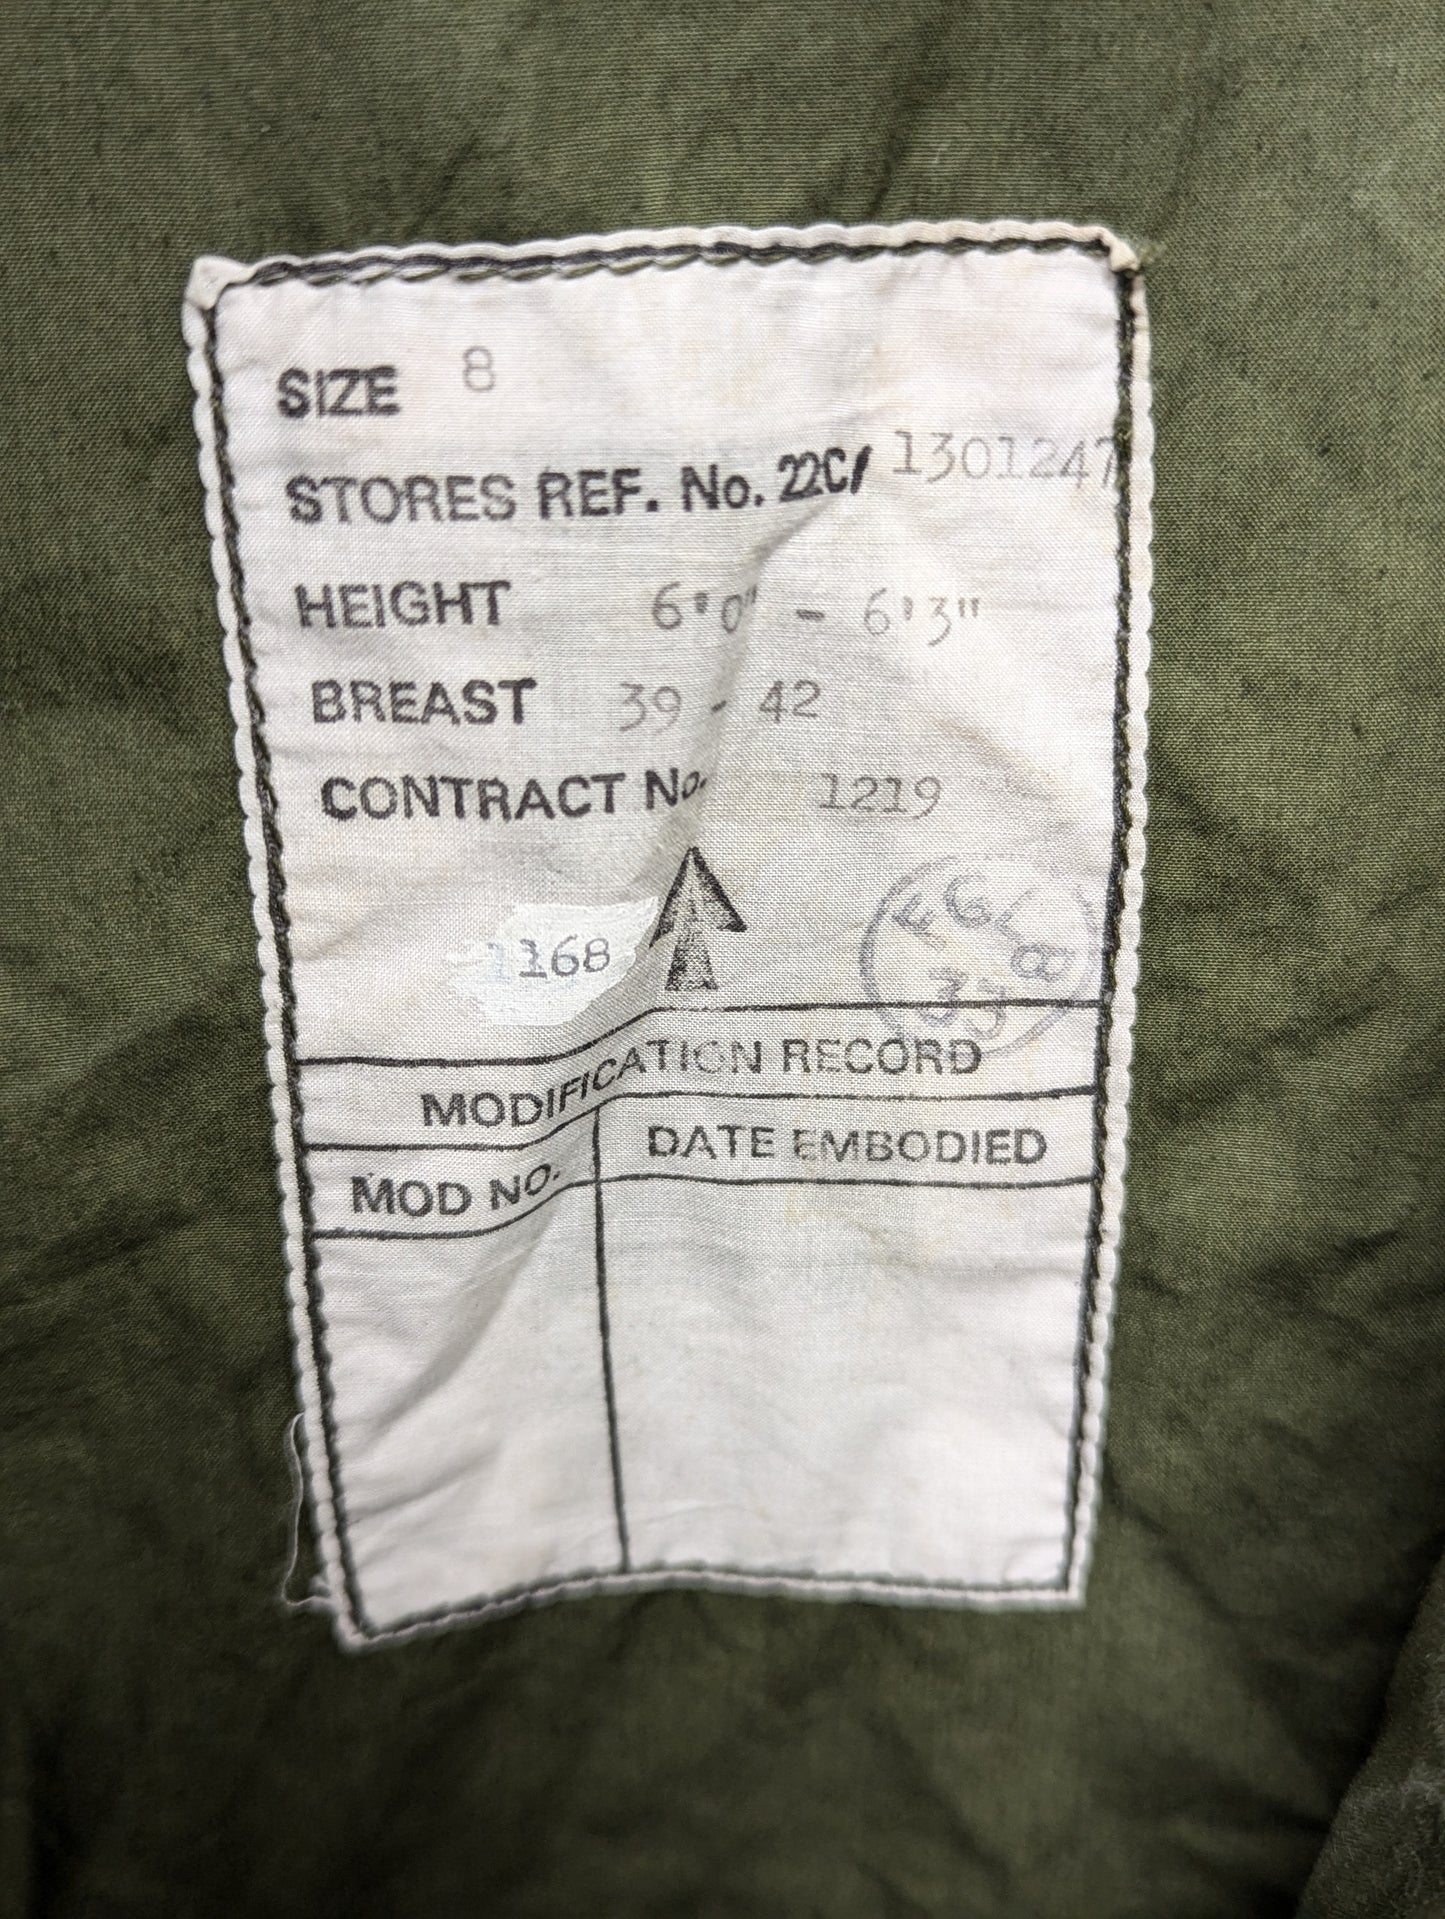 SIZE 8
STORES REF. No. 22C/ 1301247
HEIGHT 6'0" - 6'3"
BREAST 39 - 42
CONTRACT No. 1219
1168
MODIFICATION RECORD
MOD NO. DATE EMBODIED